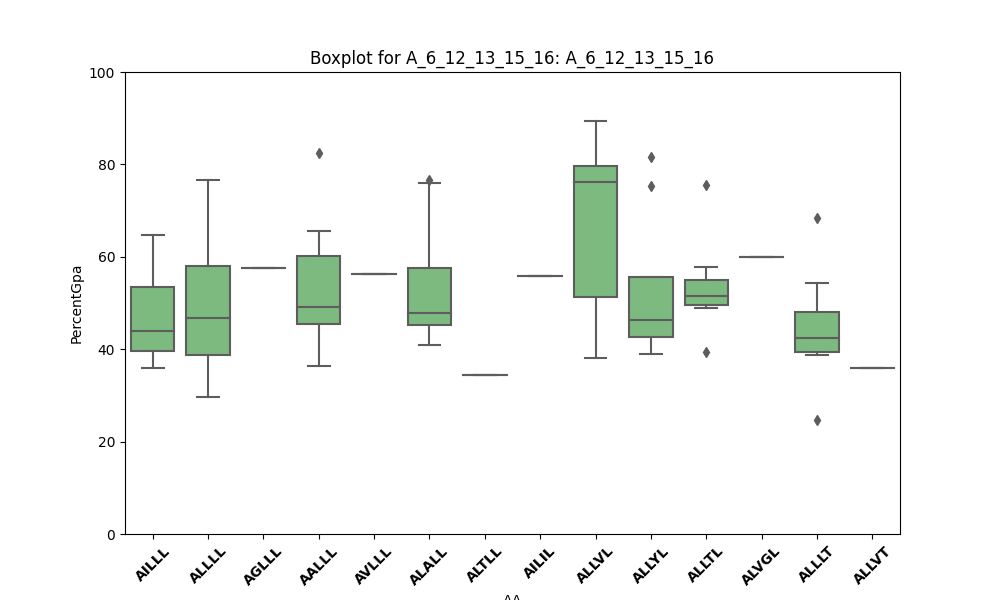 Boxplot for A_6_12_13_15_16: A_6_12_13_15_16
PercentGpa
100
80
60
40
20
0
AILLL
ALLLL
AGLLL
AALLL
AVLLL
ALALL
ALTLL
AILIL
ALLVL
ALLYL
ALLTL
ALVGL
ALLLT
ALLVT
AA